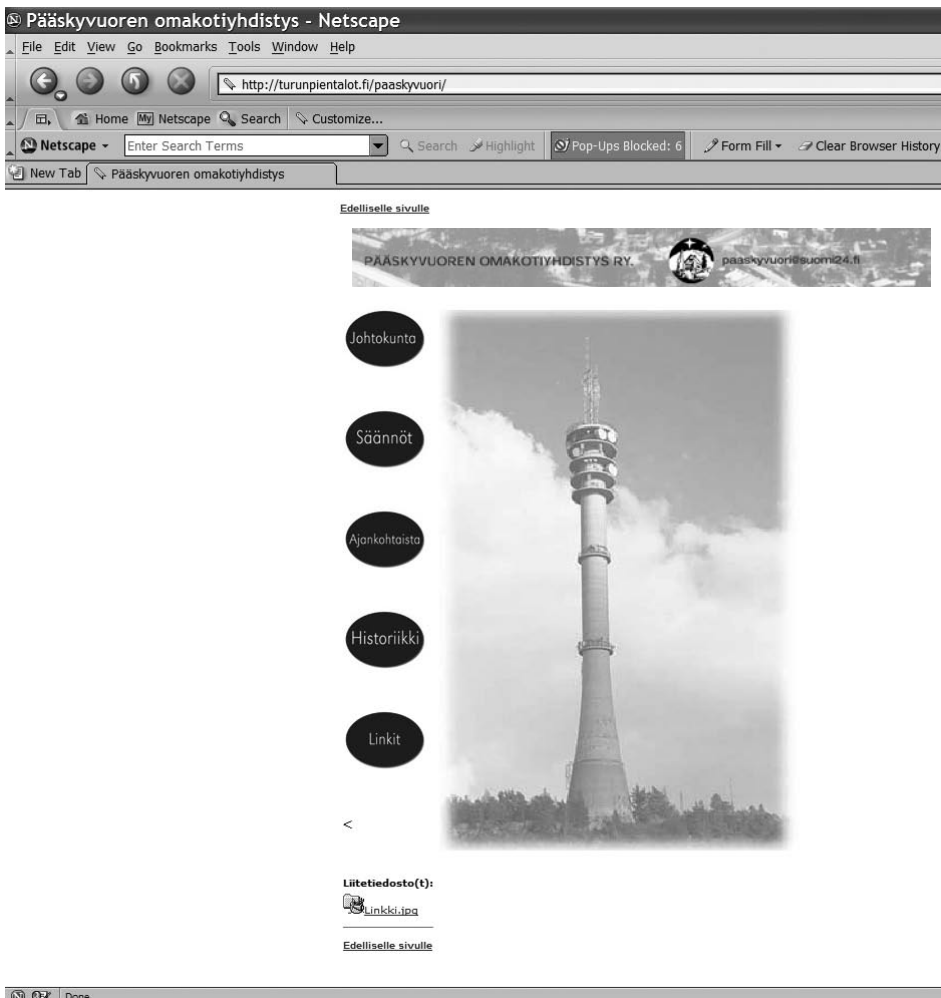 Pääskyvuoren omakotiyhdistys - Netscape
File Edit View Go Bookmarks Tools Window Help
http://turunpientalot.fi/paaskyvuori/
Home My Netscape Search Customize...
Netscape Enter Search Terms Search Highlight Pop-Ups Blocked: 6 Form Fill Clear Browser History
New Tab Pääskyvuoren omakotiyhdistys
Edelliselle sivulle
PÄÄSKYVUOREN OMAKOTIYHDISTYS RY. paaskyvuori@suomi24.fi
Johtokunta
Säännöt
Ajankohtaista
Historiikki
Linkit
<
Liitetiedosto(t):
Linkki.jpg
Edelliselle sivulle
Done